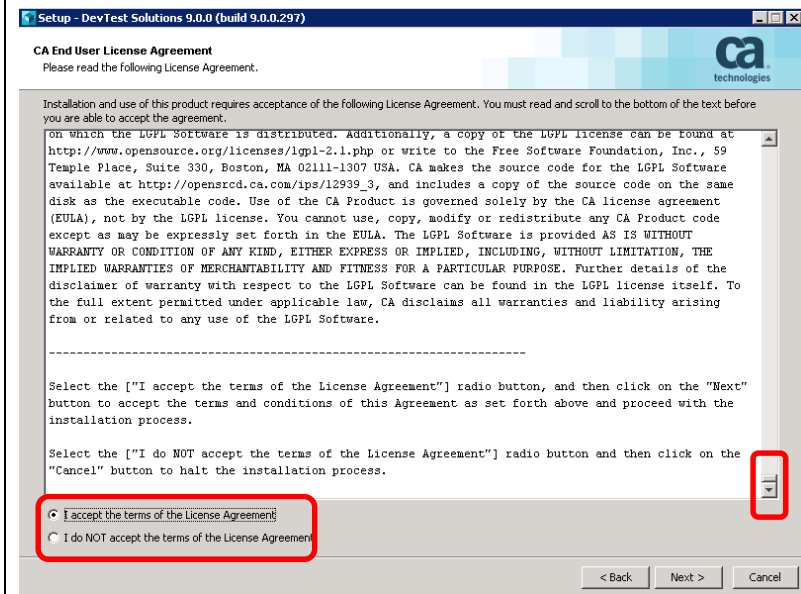 Setup - DevTest Solutions 9.0.0 (build 9.0.0.297)
CA End User License Agreement
Please read the following License Agreement.
ca
technologies
Installation and use of this product requires acceptance of the following License Agreement. You must read and scroll to the bottom of the text before
you are able to accept the agreement.
on which the LGPL Software is distributed. Additionally, a copy of the LGPL license can be found at
http://www.opensource.org/licenses/lgpl-2.1.php or write to the Free Software Foundation, Inc., 59
Temple Place, Suite 330, Boston, MA 02111-1307 USA. CA makes the source code for the LGPL Software
available at http://opensrcd.ca.com/ips/12939_3, and includes a copy of the source code on the same
disk as the executable code. Use of the CA Product is governed solely by the CA license agreement
(EULA), not by the LGPL license. You cannot use, copy, modify or redistribute any CA Product code
except as may be expressly set forth in the EULA. The LGPL Software is provided AS IS WITHOUT
WARRANTY OR CONDITION OF ANY KIND, EITHER EXPRESS OR IMPLIED, INCLUDING, WITHOUT LIMITATION, THE
IMPLIED WARRANTIES OF MERCHANTABILITY AND FITNESS FOR A PARTICULAR PURPOSE. Further details of the
disclaimer of warranty with respect to the LGPL Software can be found in the LGPL license itself. To
the full extent permitted under applicable law, CA disclaims all warranties and liability arising
from or related to any use of the LGPL Software.
---------------------------------------------------------------------
Select the ["I accept the terms of the License Agreement"] radio button, and then click on the "Next"
button to accept the terms and conditions of this Agreement as set forth above and proceed with the
installation process.
Select the ["I do NOT accept the terms of the License Agreement"] radio button and then click on the
"Cancel" button to halt the installation process.
I accept the terms of the License Agreement
I do NOT accept the terms of the License Agreement
< Back Next > Cancel